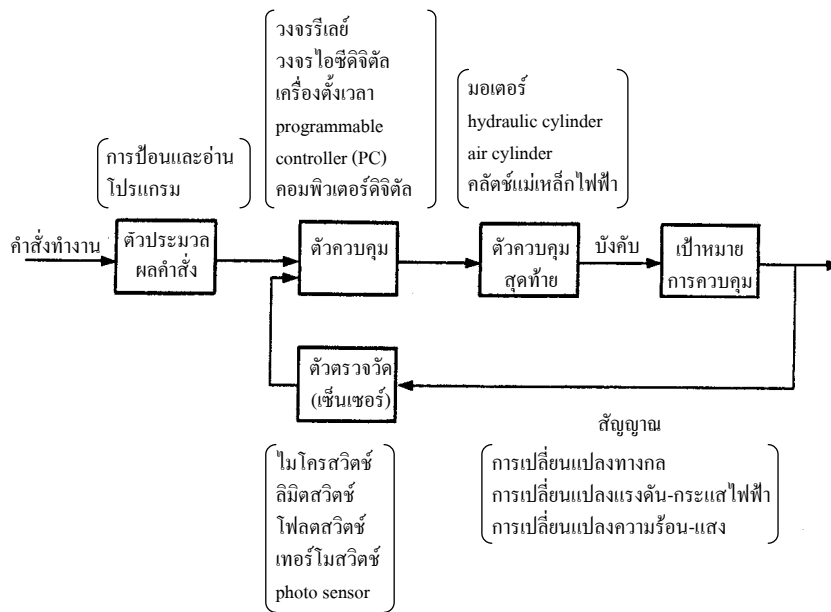 วงจรรีเลย์
วงจรไอซีดิจิตัล
เครื่องตั้งเวลา
programmable
controller (PC)
คอมพิวเตอร์ดิจิตัล
มอเตอร์
hydraulic cylinder
air cylinder
คลัตช์แม่เหล็กไฟฟ้า
การป้อนและอ่าน
โปรแกรม
คำสั่งทำงาน
ตัวประมวล
ผลคำสั่ง
ตัวควบคุม
ตัวควบคุม
สุดท้าย
บังคับ
เป้าหมาย
การควบคุม
ตัวตรวจวัด
(เซ็นเซอร์)
สัญญาณ
ไมโครสวิตช์
ลิมิตสวิตช์
โฟลตสวิตช์
เทอร์โมสวิตช์
photo sensor
การเปลี่ยนแปลงทางกล
การเปลี่ยนแปลงแรงดัน-กระแสไฟฟ้า
การเปลี่ยนแปลงความร้อน-แสง